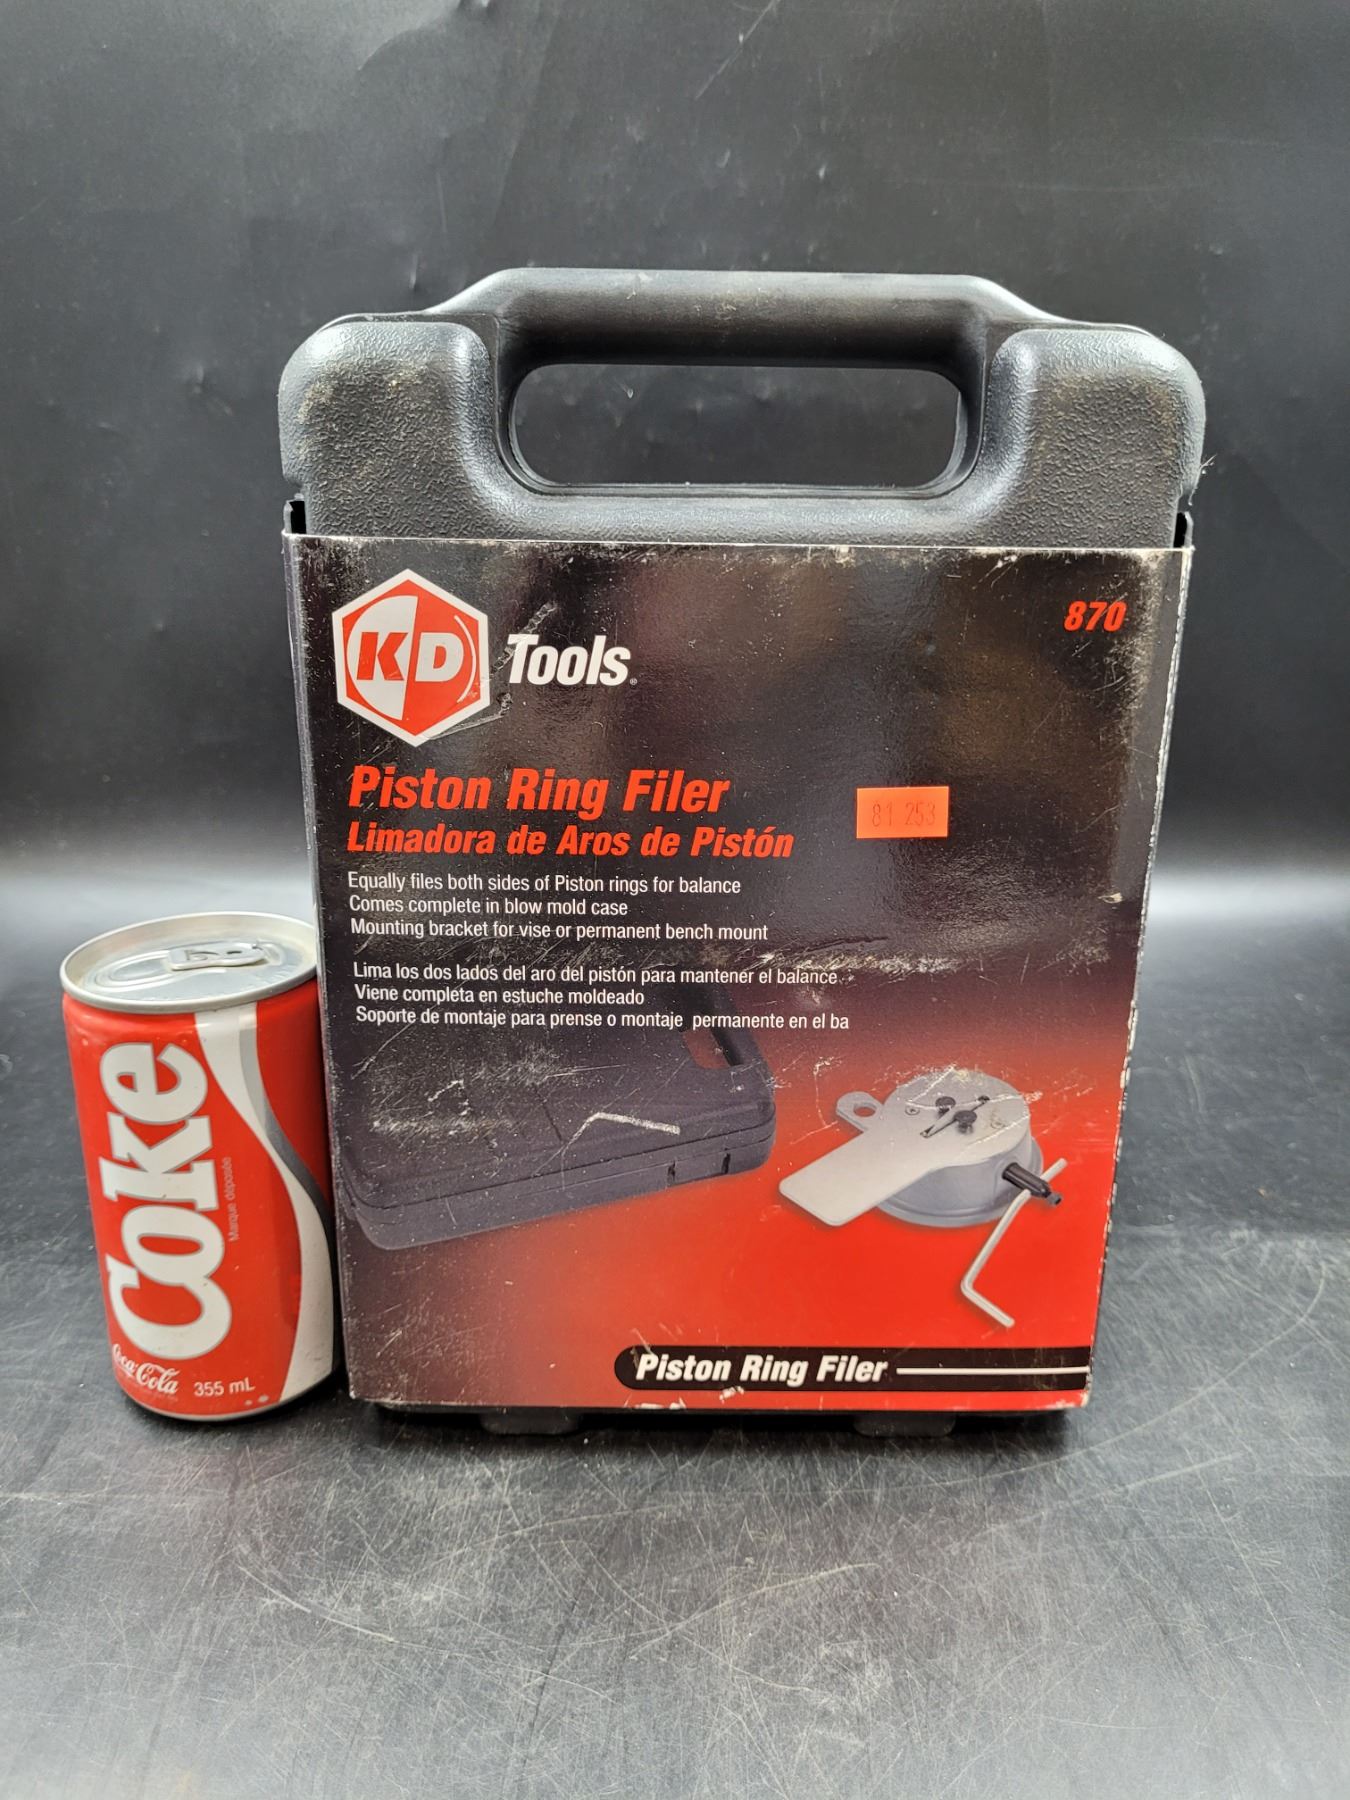 870
KD Tools
Piston Ring Filer
Limadora de Aros de Pistón
81 253
Equally files both sides of Piston rings for balance
Comes complete in blow mold case
Mounting bracket for vise or permanent bench mount
Lima los dos lados del aro del pistón para mantener el balance
Viene completa en estuche moldeado
Soporte de montaje para prense o montaje permanente en el ba
Piston Ring Filer
Coke
Marque déposée
Coca-Cola 355 mL